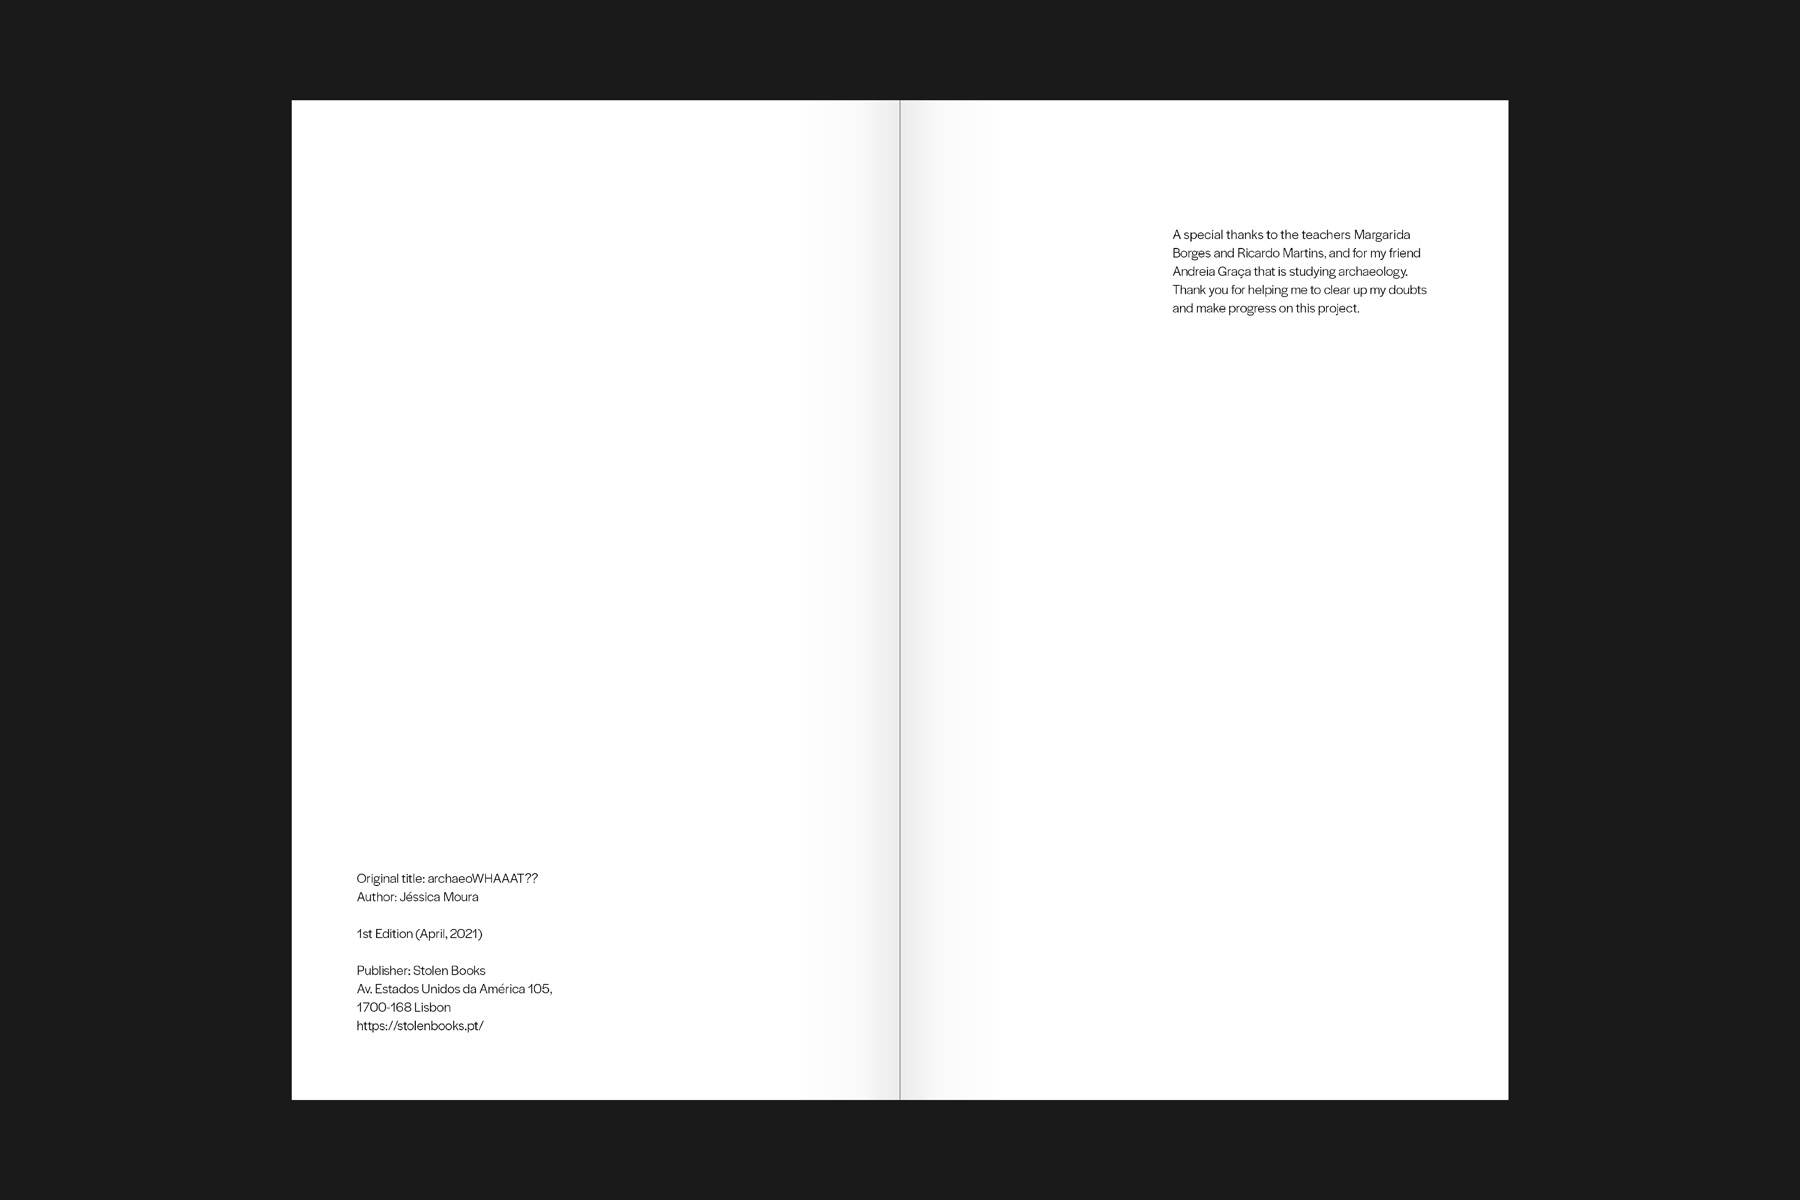 Original title: archaeoWHAAAT??
Author: Jéssica Moura
1st Edition (April, 2021)
Publisher: Stolen Books
Av. Estados Unidos da América 105,
1700-168 Lisbon
https://stolenbooks.pt/
A special thanks to the teachers Margarida
Borges and Ricardo Martins, and for my friend
Andreia Graça that is studying archaeology.
Thank you for helping me to clear up my doubts
and make progress on this project.